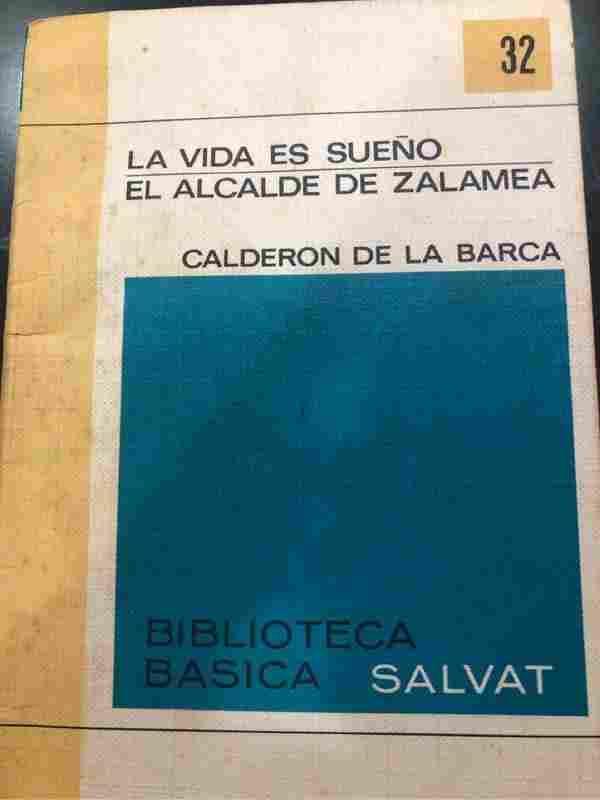 32
LA VIDA ES SUEÑO
EL ALCALDE DE ZALAMEA
CALDERON DE LA BARCA
BIBLIOTECA
BASICA SALVAT